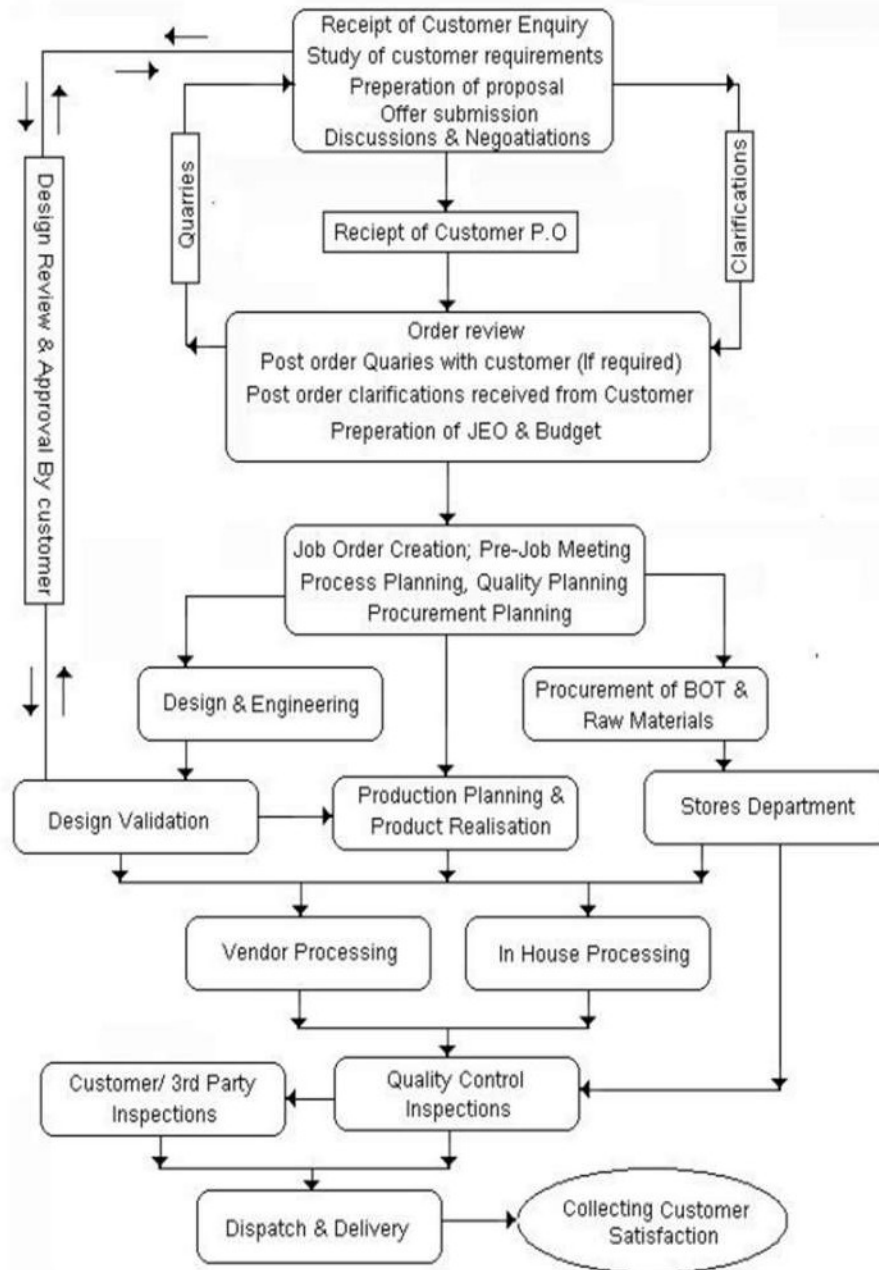 Receipt of Customer Enquiry
Study of customer requirements
Preperation of proposal
Offer submission
Discussions & Negoatiations
Quarries
Clarifications
Design Review & Approval By customer
Reciept of Customer P.O
Order review
Post order Quaries with customer (If required)
Post order clarifications received from Customer
Preperation of JEO & Budget
Job Order Creation; Pre-Job Meeting
Process Planning, Quality Planning
Procurement Planning
Design & Engineering
Procurement of BOT &
Raw Materials
Design Validation
Production Planning &
Product Realisation
Stores Department
Vendor Processing
In House Processing
Customer/ 3rd Party
Inspections
Quality Control
Inspections
Dispatch & Delivery
Collecting Customer
Satisfaction